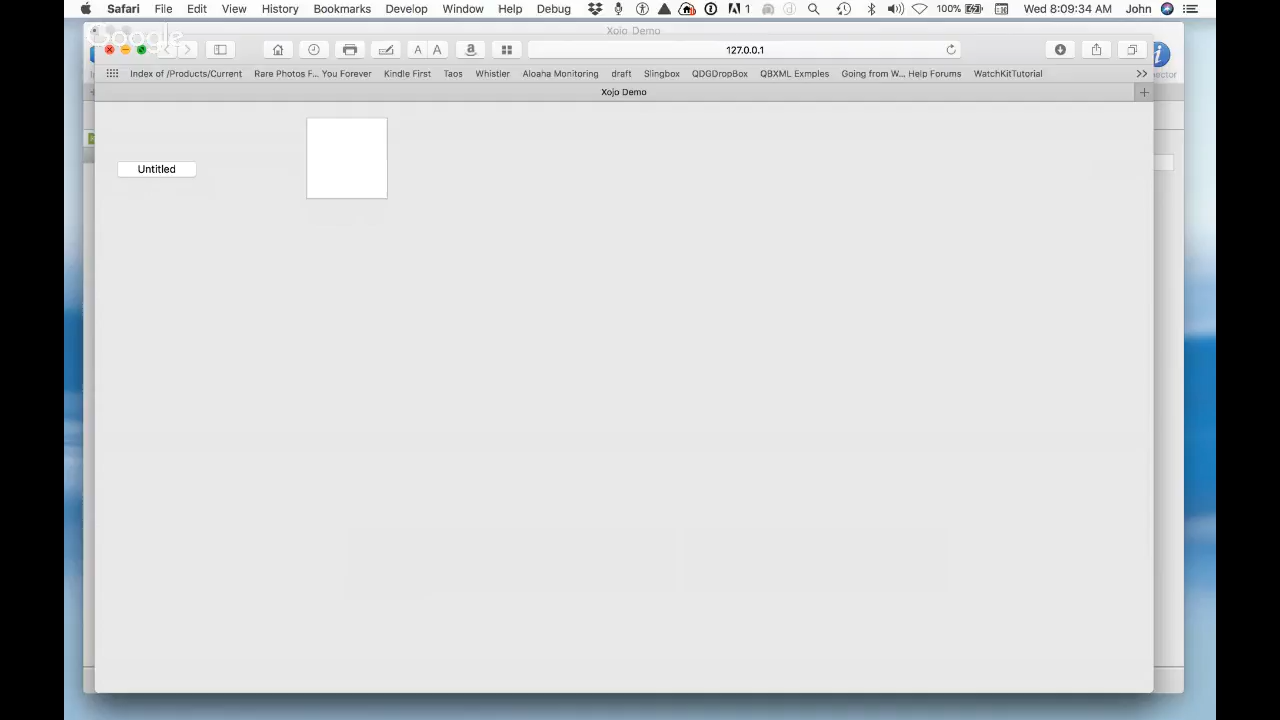 Safari File Edit View History Bookmarks Develop Window Help Debug 1 100% Wed 8:09:34 AM John
Xojo Demo
Google
A A a 127.0.0.1
Index of /Products/Current Rare Photos F... You Forever Kindle First Taos Whistler Aloaha Monitoring draft Slingbox QDGDropBox QBXML Exmples Going from W... Help Forums WatchKitTutorial
Xojo Demo
Untitled